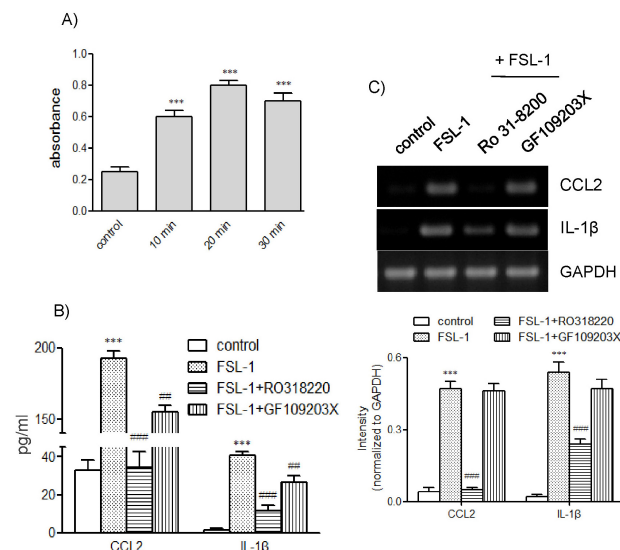 A)
1.0
0.8
0.6
0.4
0.2
0.0
absorbance
***
***
***
control
10 min
20 min
30 min
B)
200
150
40
20
0
pg/ml
***
###
##
***
###
##
control
FSL-1
FSL-1+RO318220
FSL-1+GF109203X
CCL2
IL-1β
C)
+ FSL-1
control
FSL-1
Ro 31-8200
GF109203X
CCL2
IL-1β
GAPDH
control
FSL-1
FSL-1+RO318220
FSL-1+GF109203X
0.6
0.3
0.0
Intensity
(normalized to GAPDH)
***
###
***
###
CCL2
IL-1β